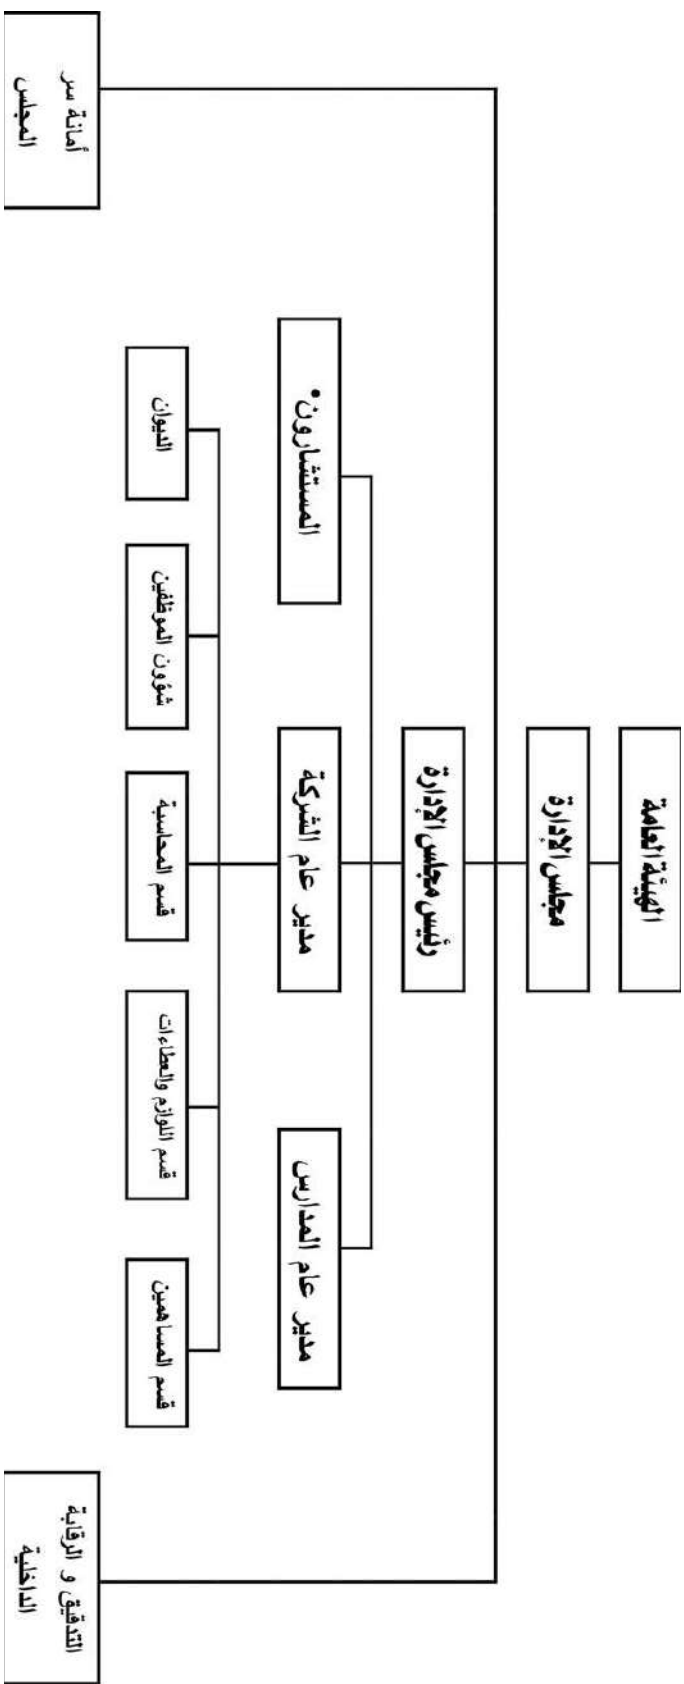 الهيئة العامة
مجلس الإدارة
رئيس مجلس الإدارة
المستشارون•
مدير عام الشركة
مدير عام المدارس
الديوان
شؤون الموظفين
قسم المحاسبة
قسم اللوازم والعطاءات
قسم المساهمين
أمانة سر
المجلس
التدقيق و الرقابة
الداخلية